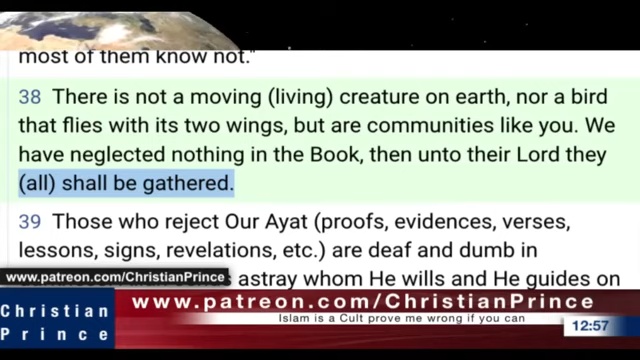 most of them know not."
38 There is not a moving (living) creature on earth, nor a bird
that flies with its two wings, but are communities like you. We
have neglected nothing in the Book, then unto their Lord they
(all) shall be gathered.
39 Those who reject Our Ayat (proofs, evidences, verses,
lessons, signs, revelations, etc.) are deaf and dumb in
www.patreon.com/ChristianPrince
astray whom He wills and He guides on
Christian
Prince
www.patreon.com/ChristianPrince
Islam is a Cult prove me wrong if you can
12:57